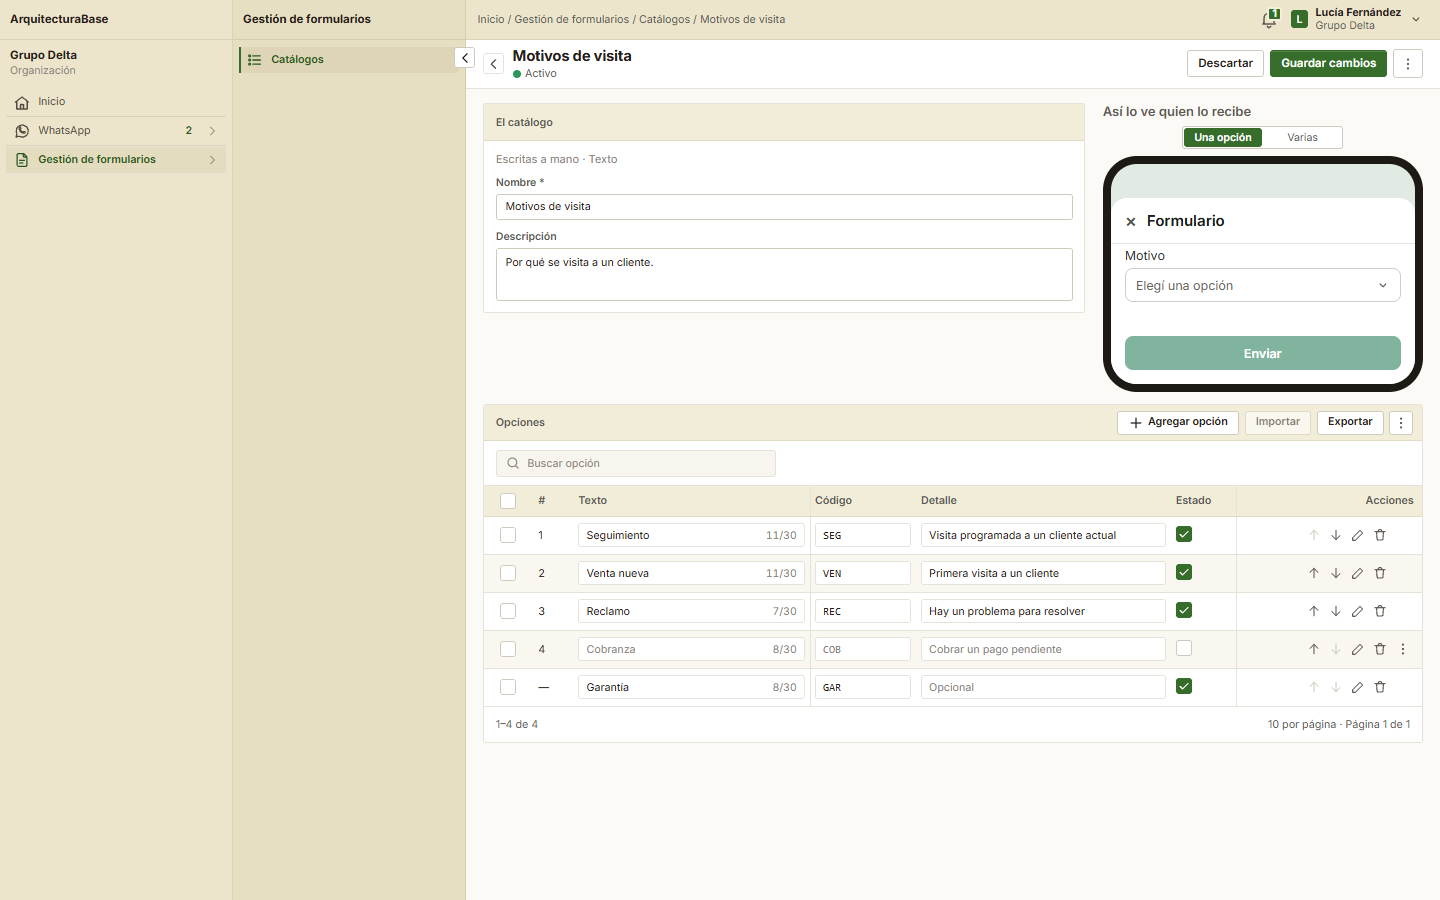 ArquitecturaBase
Gestión de formularios
Inicio / Gestión de formularios / Catálogos / Motivos de visita
1
L
Lucía Fernández
Grupo Delta
Grupo Delta
Organización
Inicio
WhatsApp 2
Gestión de formularios
Catálogos
Motivos de visita
Activo
Descartar
Guardar cambios
El catálogo
Escritas a mano · Texto
Nombre *
Motivos de visita
Descripción
Por qué se visita a un cliente.
Así lo ve quien lo recibe
Una opción Varias
Formulario
Motivo
Elegí una opción
Enviar
Opciones
Agregar opción Importar Exportar
Buscar opción
# Texto Código Detalle Estado Acciones
1 Seguimiento 11/30 SEG Visita programada a un cliente actual
2 Venta nueva 11/30 VEN Primera visita a un cliente
3 Reclamo 7/30 REC Hay un problema para resolver
4 Cobranza 8/30 COB Cobrar un pago pendiente
— Garantía 8/30 GAR Opcional
1–4 de 4
10 por página · Página 1 de 1